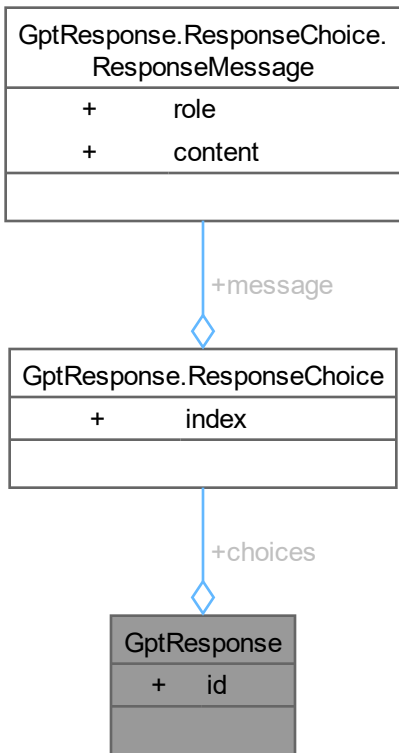 GptResponse.ResponseChoice.
ResponseMessage
+ role
+ content
+message
GptResponse.ResponseChoice
+ index
+choices
GptResponse
+ id